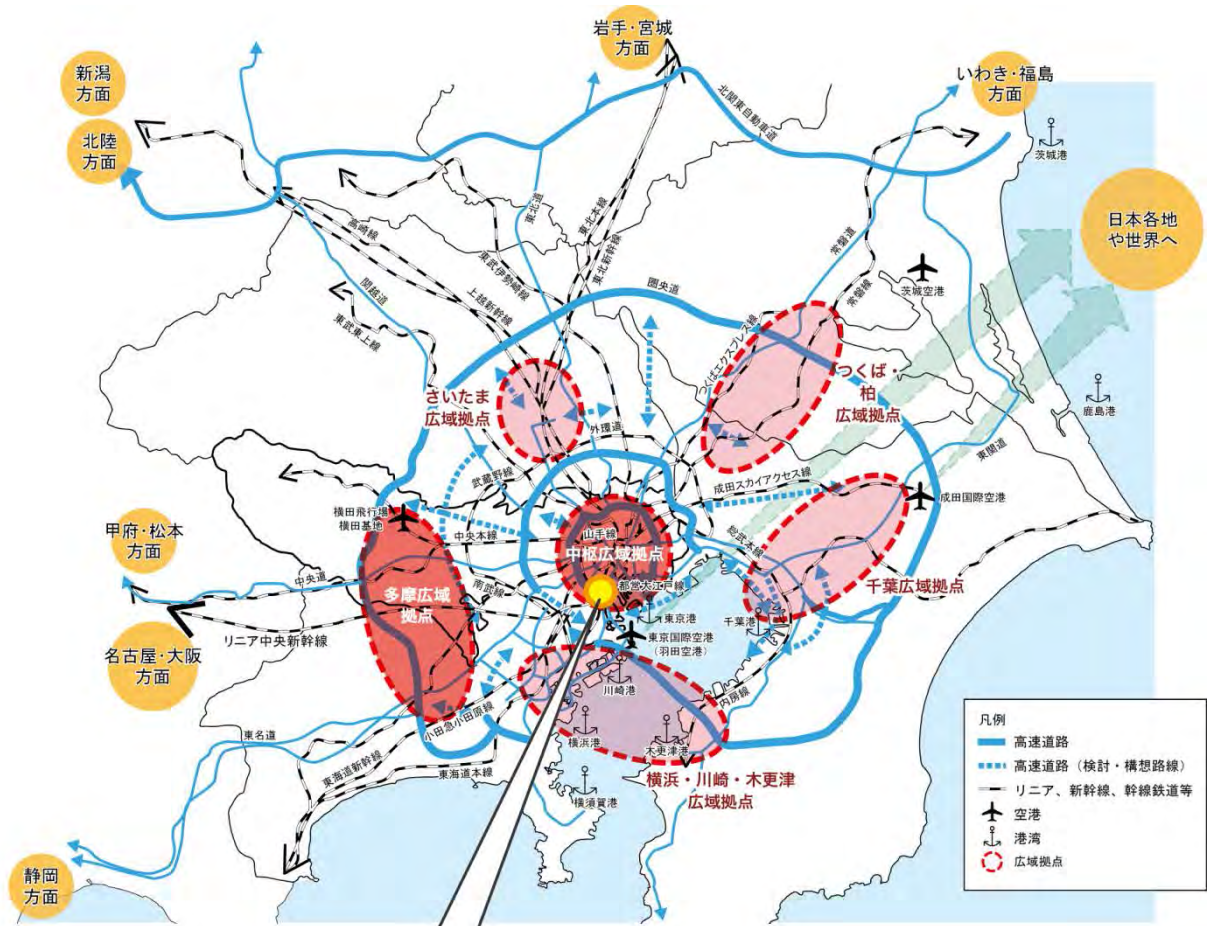 岩手・宮城
方面
新潟
方面
北陸
方面
いわき・福島
方面
北関東自動車道
茨城港
日本各地
や世界へ
東北道
東北本線
東北新幹線
高崎線
東武伊勢崎線
上越新幹線
関越道
東武東上線
圏央道
常磐道
常磐線
茨城空港
つくばエクスプレス線
つくば・
柏
広域拠点
さいたま
広域拠点
外環道
鹿島港
東関道
武蔵野線
成田スカイアクセス線
成田国際空港
横田飛行場
横田基地
甲府・松本
方面
中央本線
山手線
中枢広域拠点
総武本線
中央道
多摩広域
拠点
南武線
都営大江戸線
千葉広域拠点
東京港
千葉港
リニア中央新幹線
東京国際空港
(羽田空港)
名古屋・大阪
方面
川崎港
内房線
小田急小田原線
横浜港
木更津港
東名道
東海道新幹線
東海道本線
横浜・川崎・木更津
広域拠点
横須賀港
静岡
方面
凡例
高速道路
高速道路（検討・構想路線）
リニア、新幹線、幹線鉄道等
空港
港湾
広域拠点